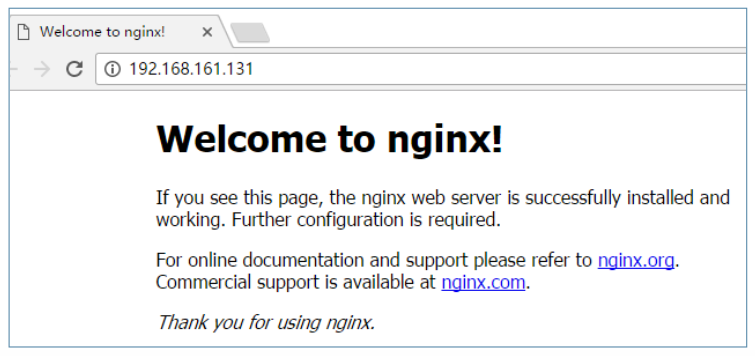 Welcome to nginx!
192.168.161.131
Welcome to nginx!
If you see this page, the nginx web server is successfully installed and
working. Further configuration is required.
For online documentation and support please refer to nginx.org.
Commercial support is available at nginx.com.
Thank you for using nginx.